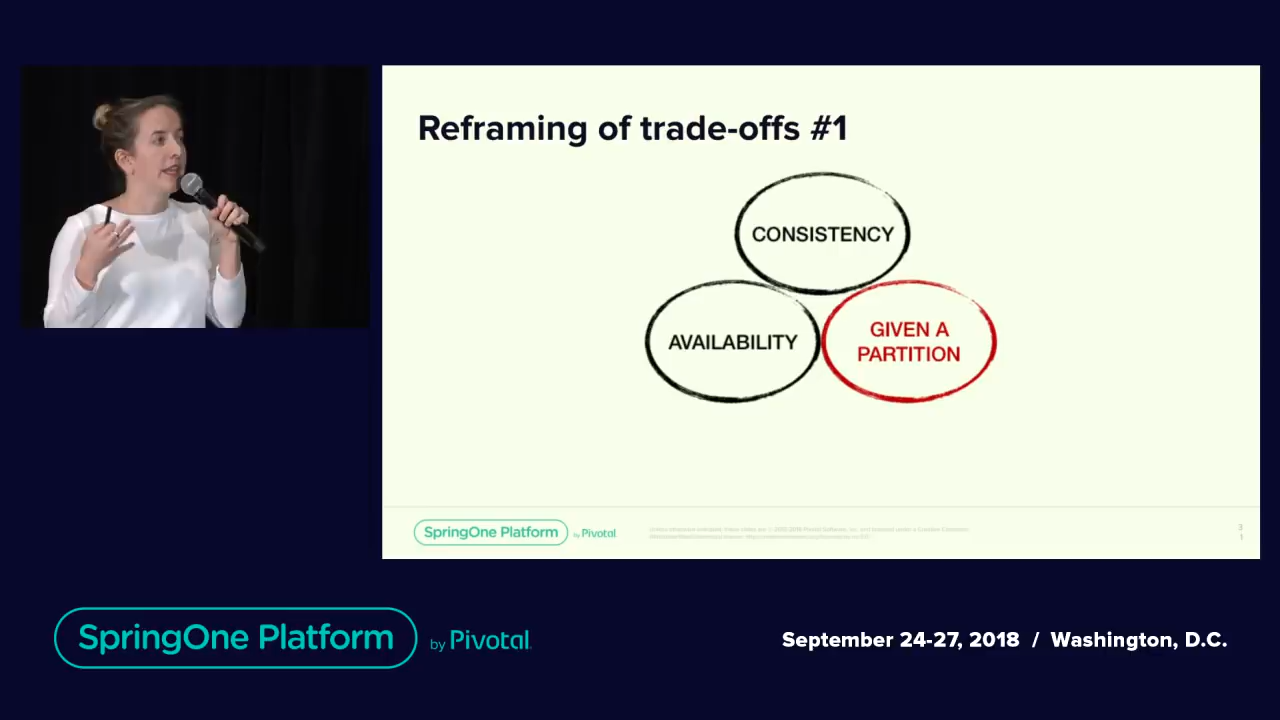 Reframing of trade-offs #1
CONSISTENCY
AVAILABILITY
GIVEN A
PARTITION
SpringOne Platform
by Pivotal
SpringOne Platform
by Pivotal.
September 24-27, 2018 / Washington, D.C.